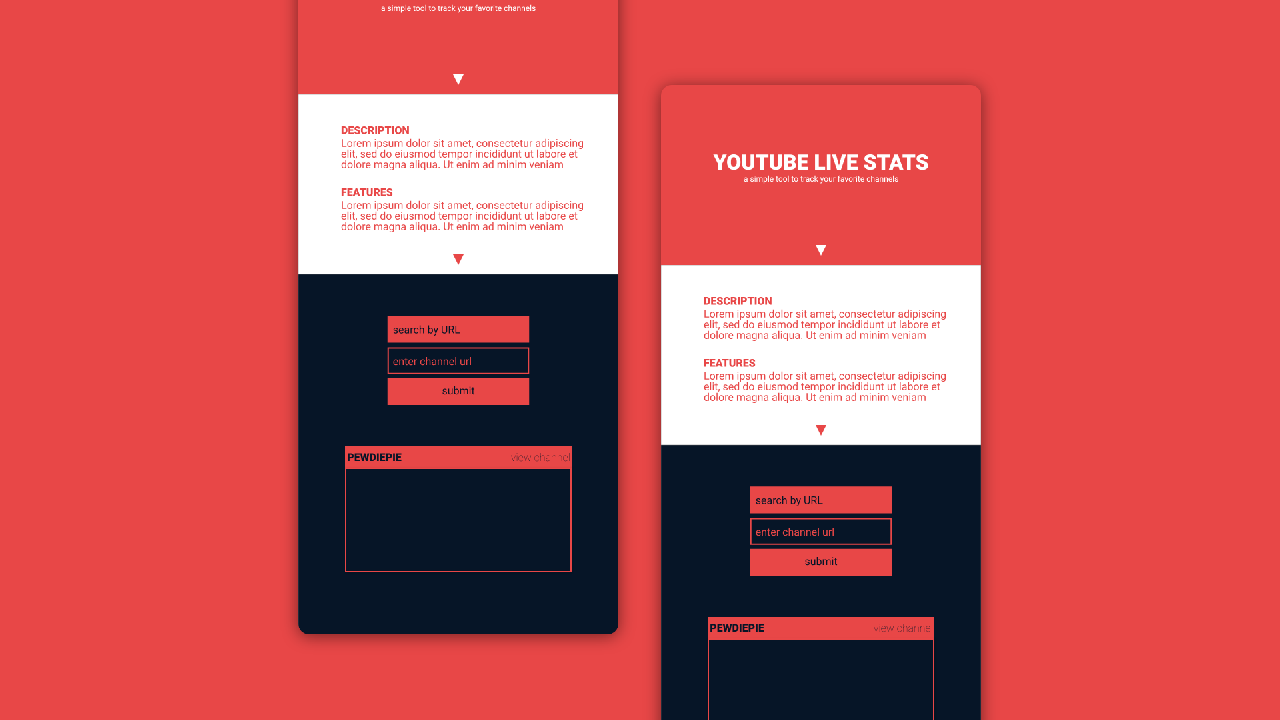 a simple tool to track your favorite channels
DESCRIPTION
Lorem ipsum dolor sit amet, consectetur adipiscing
elit, sed do eiusmod tempor incididunt ut labore et
dolore magna aliqua. Ut enim ad minim veniam
FEATURES
Lorem ipsum dolor sit amet, consectetur adipiscing
elit, sed do eiusmod tempor incididunt ut labore et
dolore magna aliqua. Ut enim ad minim veniam
search by URL
enter channel url
submit
PEWDIEPIE view channel
YOUTUBE LIVE STATS
a simple tool to track your favorite channels
DESCRIPTION
Lorem ipsum dolor sit amet, consectetur adipiscing
elit, sed do eiusmod tempor incididunt ut labore et
dolore magna aliqua. Ut enim ad minim veniam
FEATURES
Lorem ipsum dolor sit amet, consectetur adipiscing
elit, sed do eiusmod tempor incididunt ut labore et
dolore magna aliqua. Ut enim ad minim veniam
search by URL
enter channel url
submit
PEWDIEPIE view channel